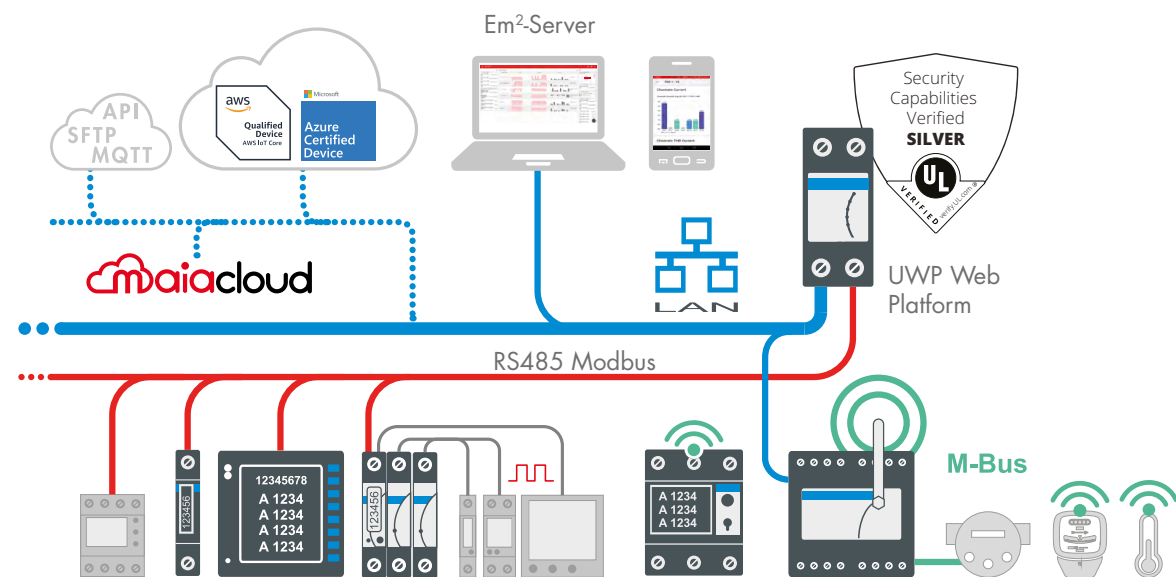 Em²-Server
API
SFTP
MQTT
aws
Qualified
Device
AWS IoT Core
Microsoft
Azure
Certified
Device
Security
Capabilities
Verified
SILVER
UL
VERIFIED
verify.UL.com
maiacloud
LAN
UWP Web
Platform
RS485 Modbus
M-Bus
123456
12345678
A 1234
A 1234
A 1234
A 1234
123456
A 1234
A 1234
A 1234